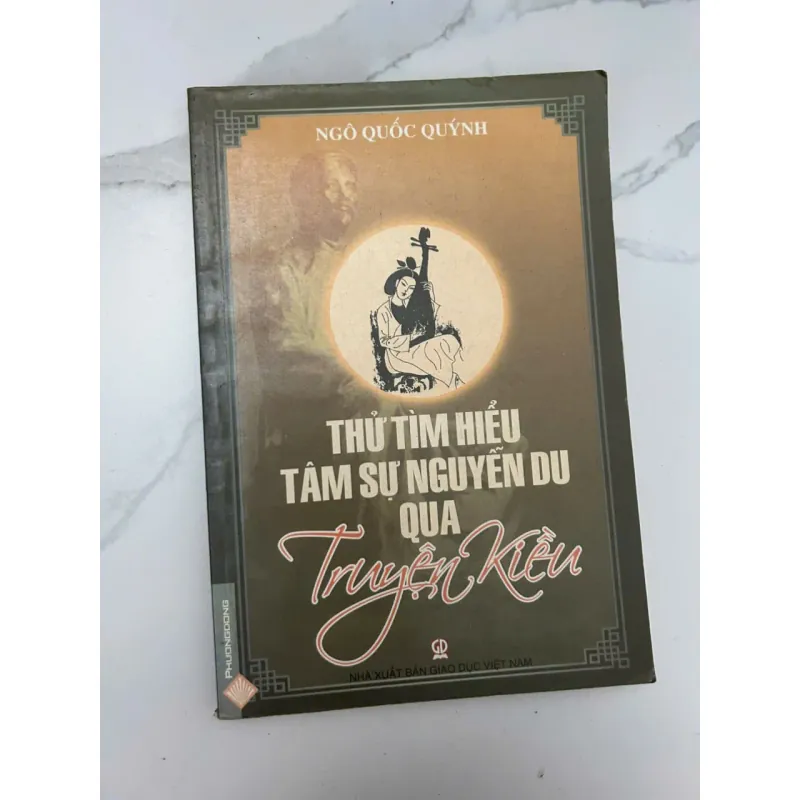 NGÔ QUỐC QUÝNH
THỬ TÌM HIỂU
TÂM SỰ NGUYỄN DU
QUA
Truyện Kiều
GD
NHÀ XUẤT BẢN GIÁO DỤC VIỆT NAM
PHUONGDONG